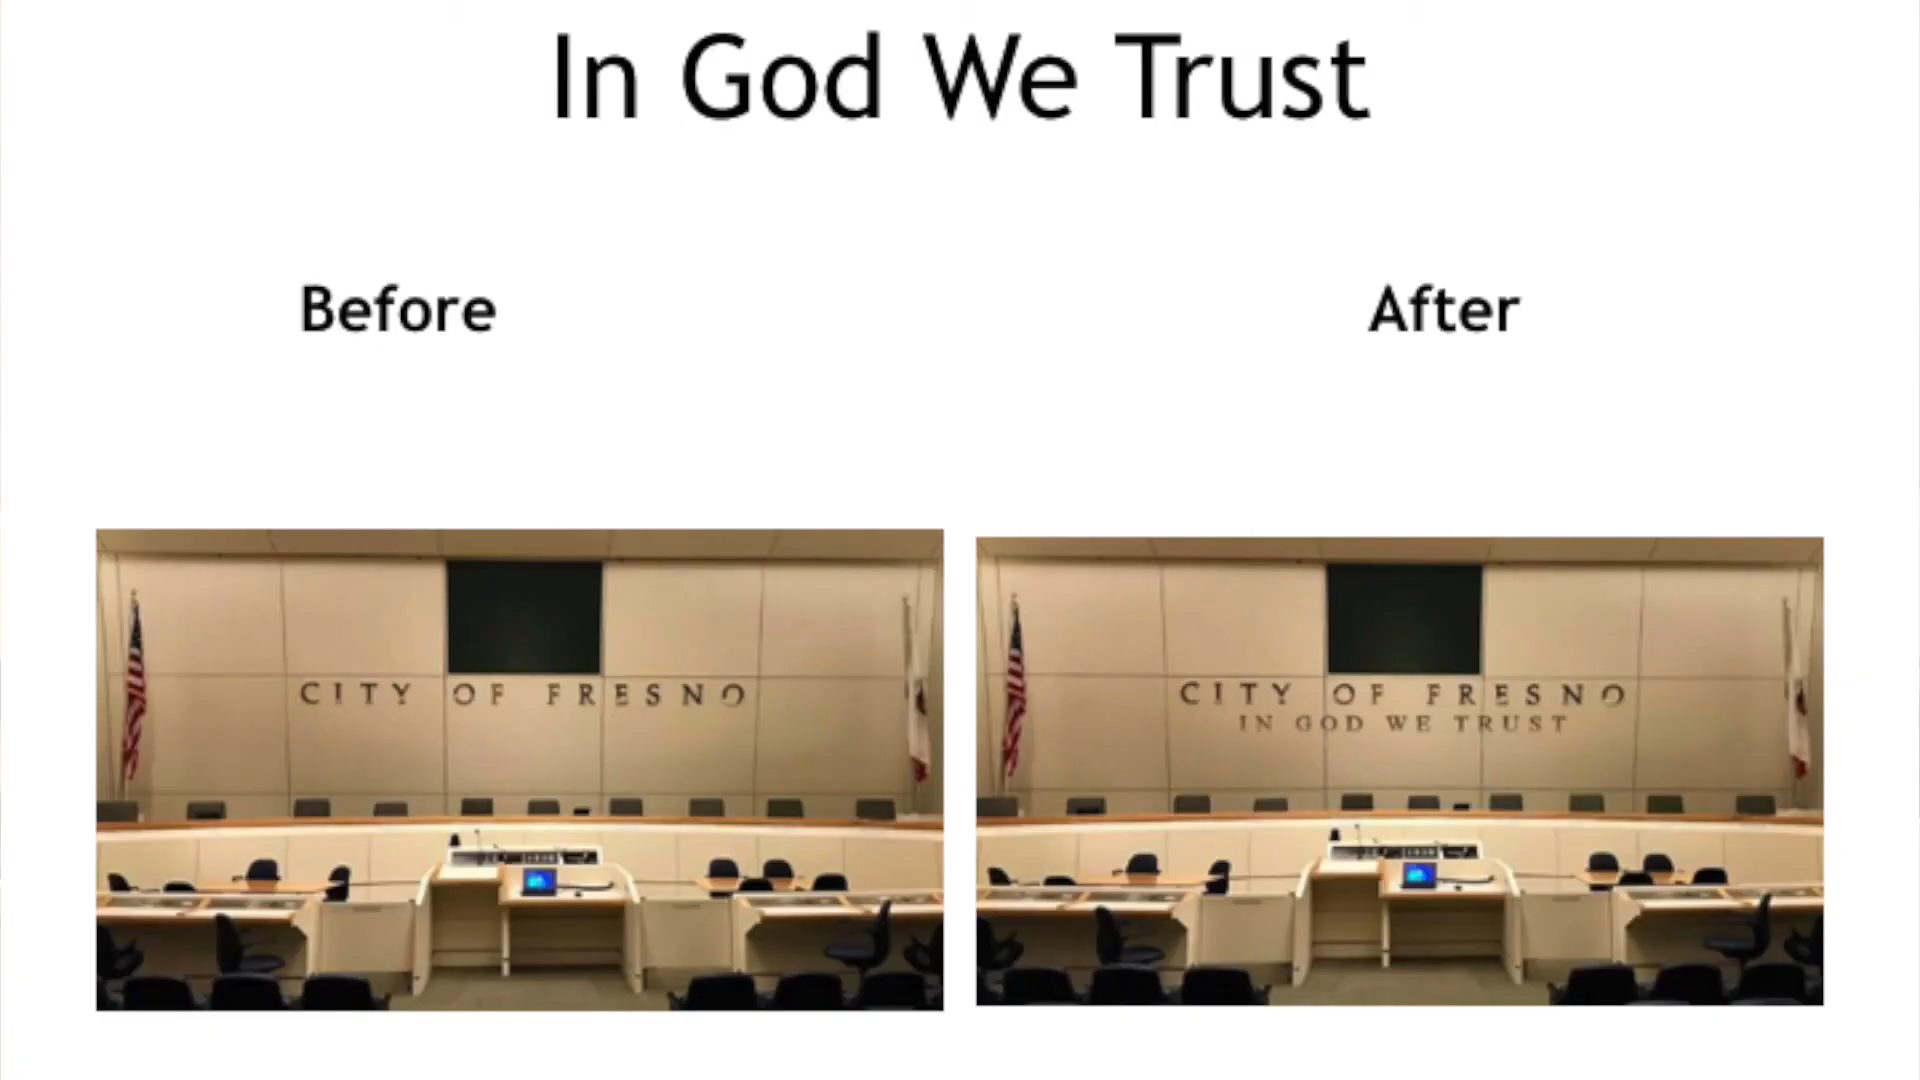 In God We Trust
Before
After
CITY OF FRESNO
CITY OF FRESNO
IN GOD WE TRUST